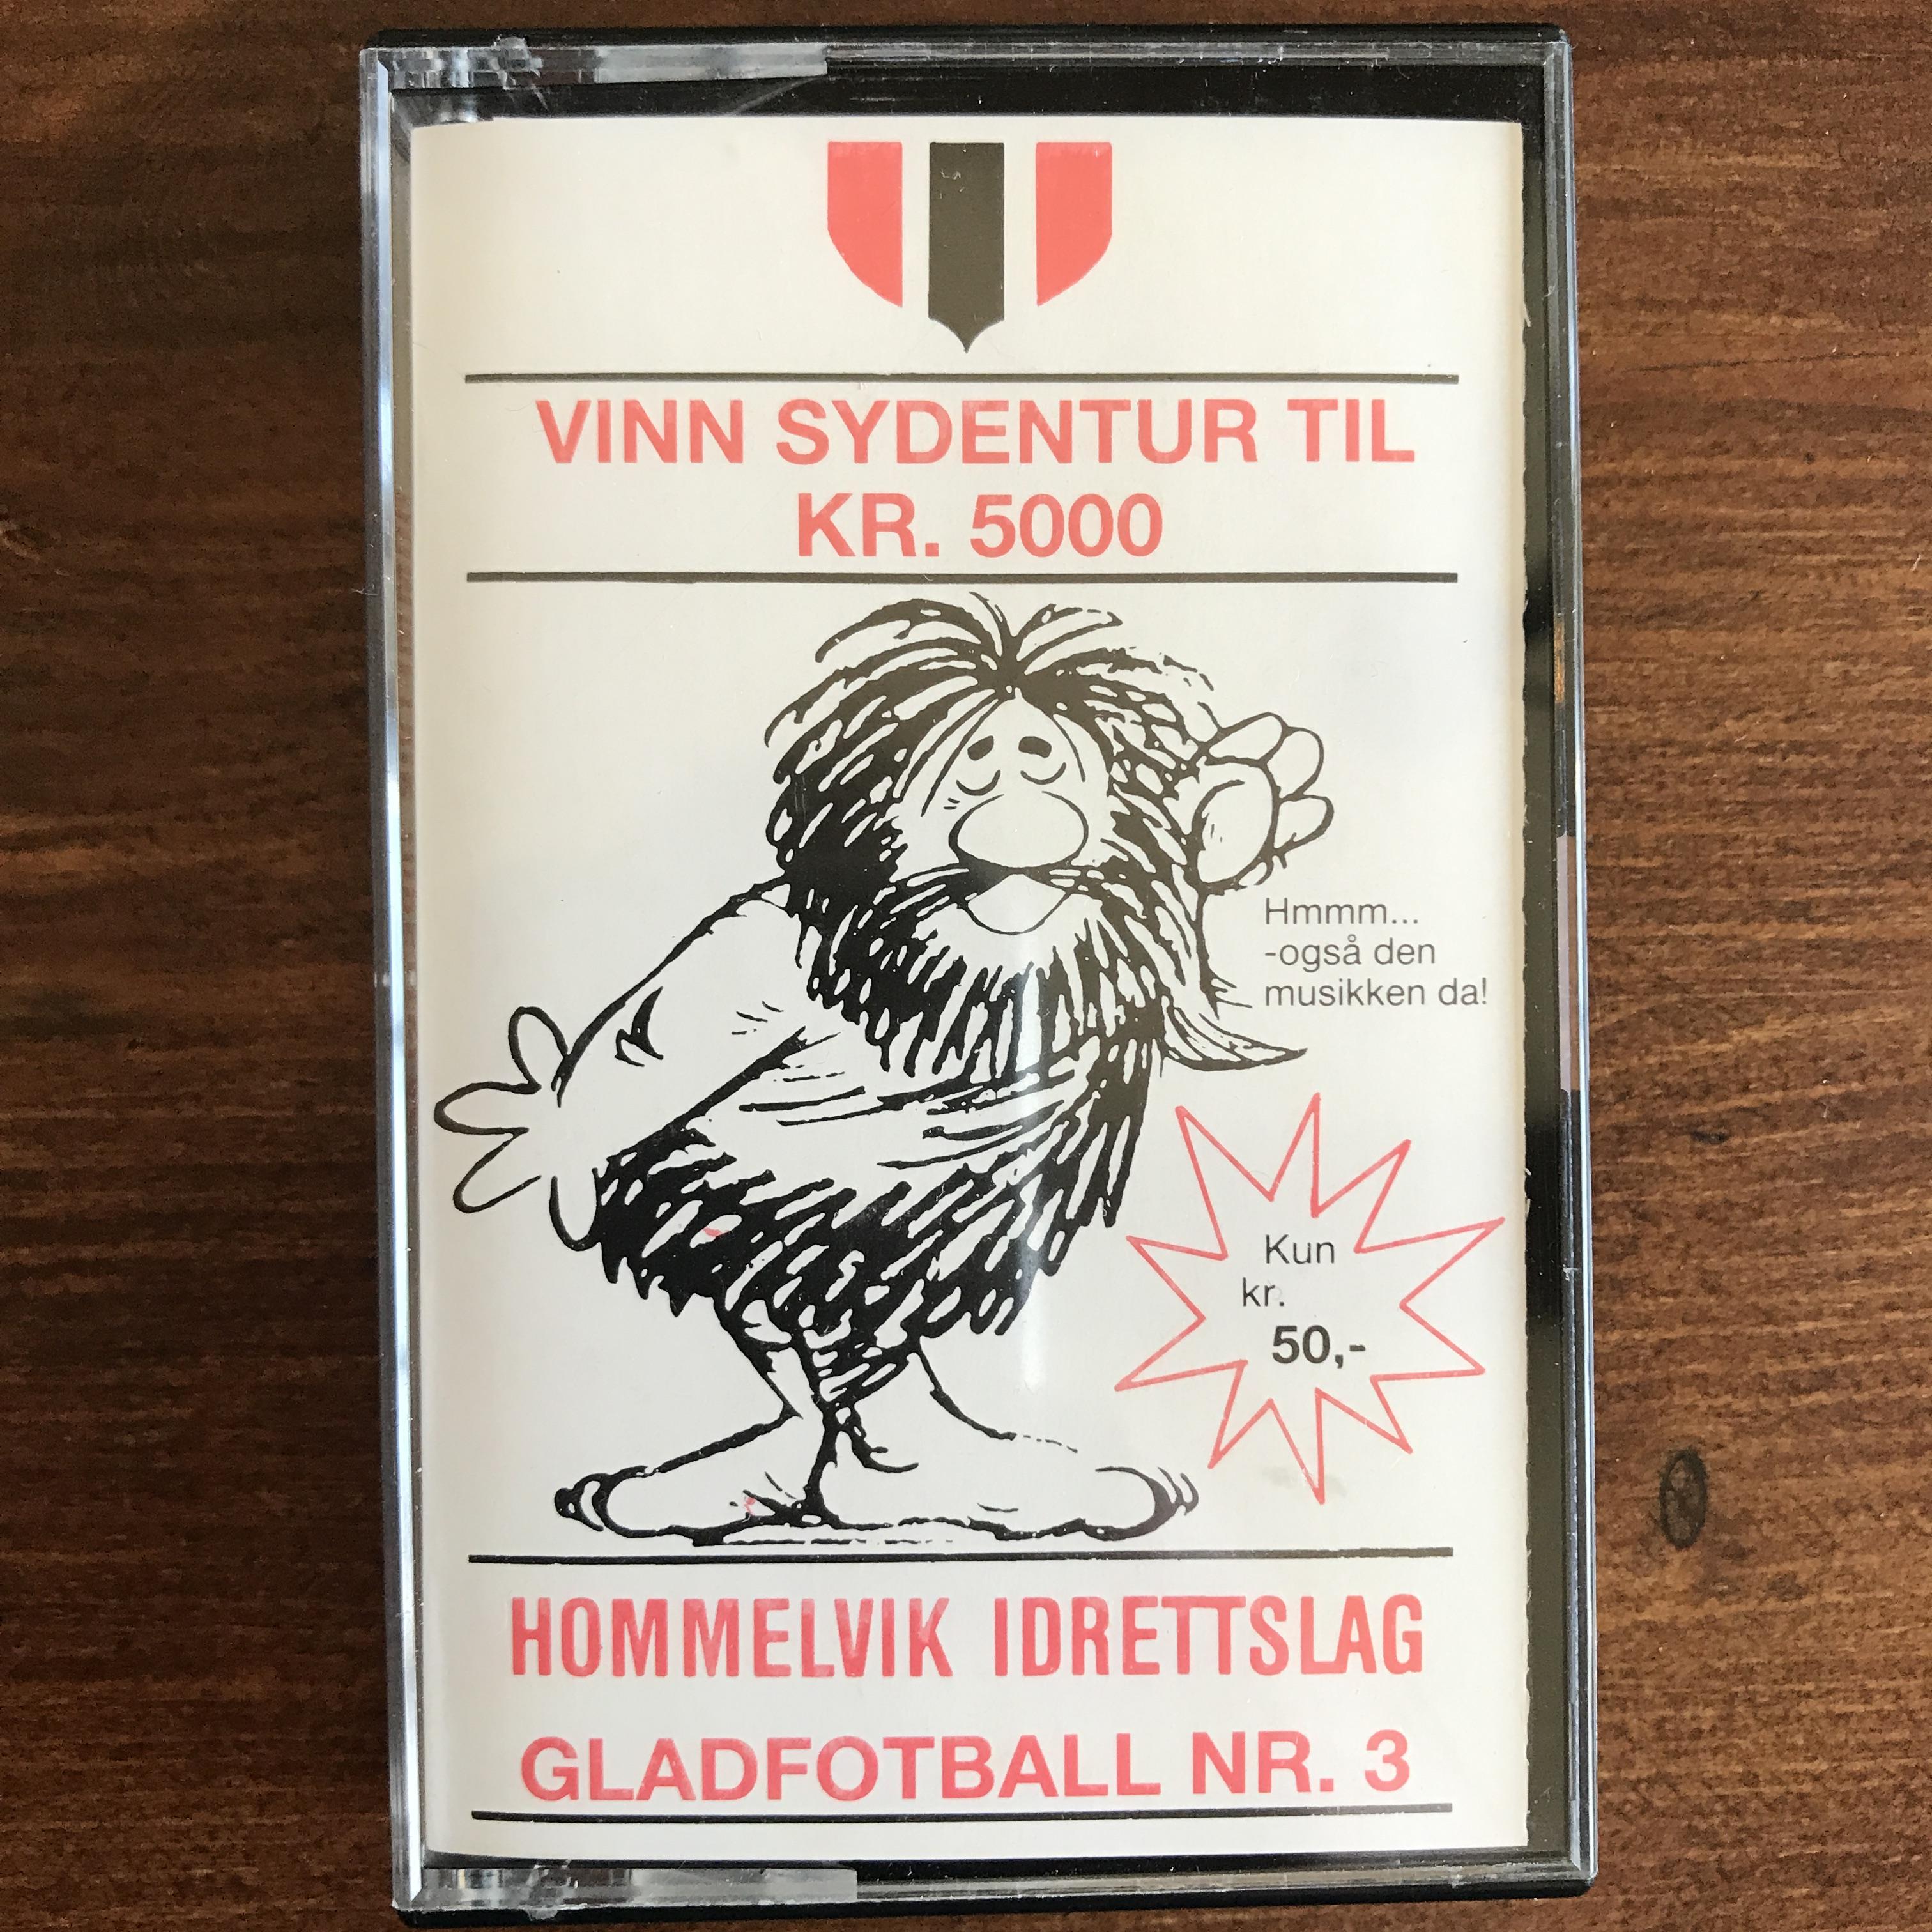 VINN SYDENTUR TIL
KR. 5000
Hmmm...
-også den
musikken da!
Kun
kr.
50,-
HOMMELVIK IDRETTSLAG
GLADFOTBALL NR. 3